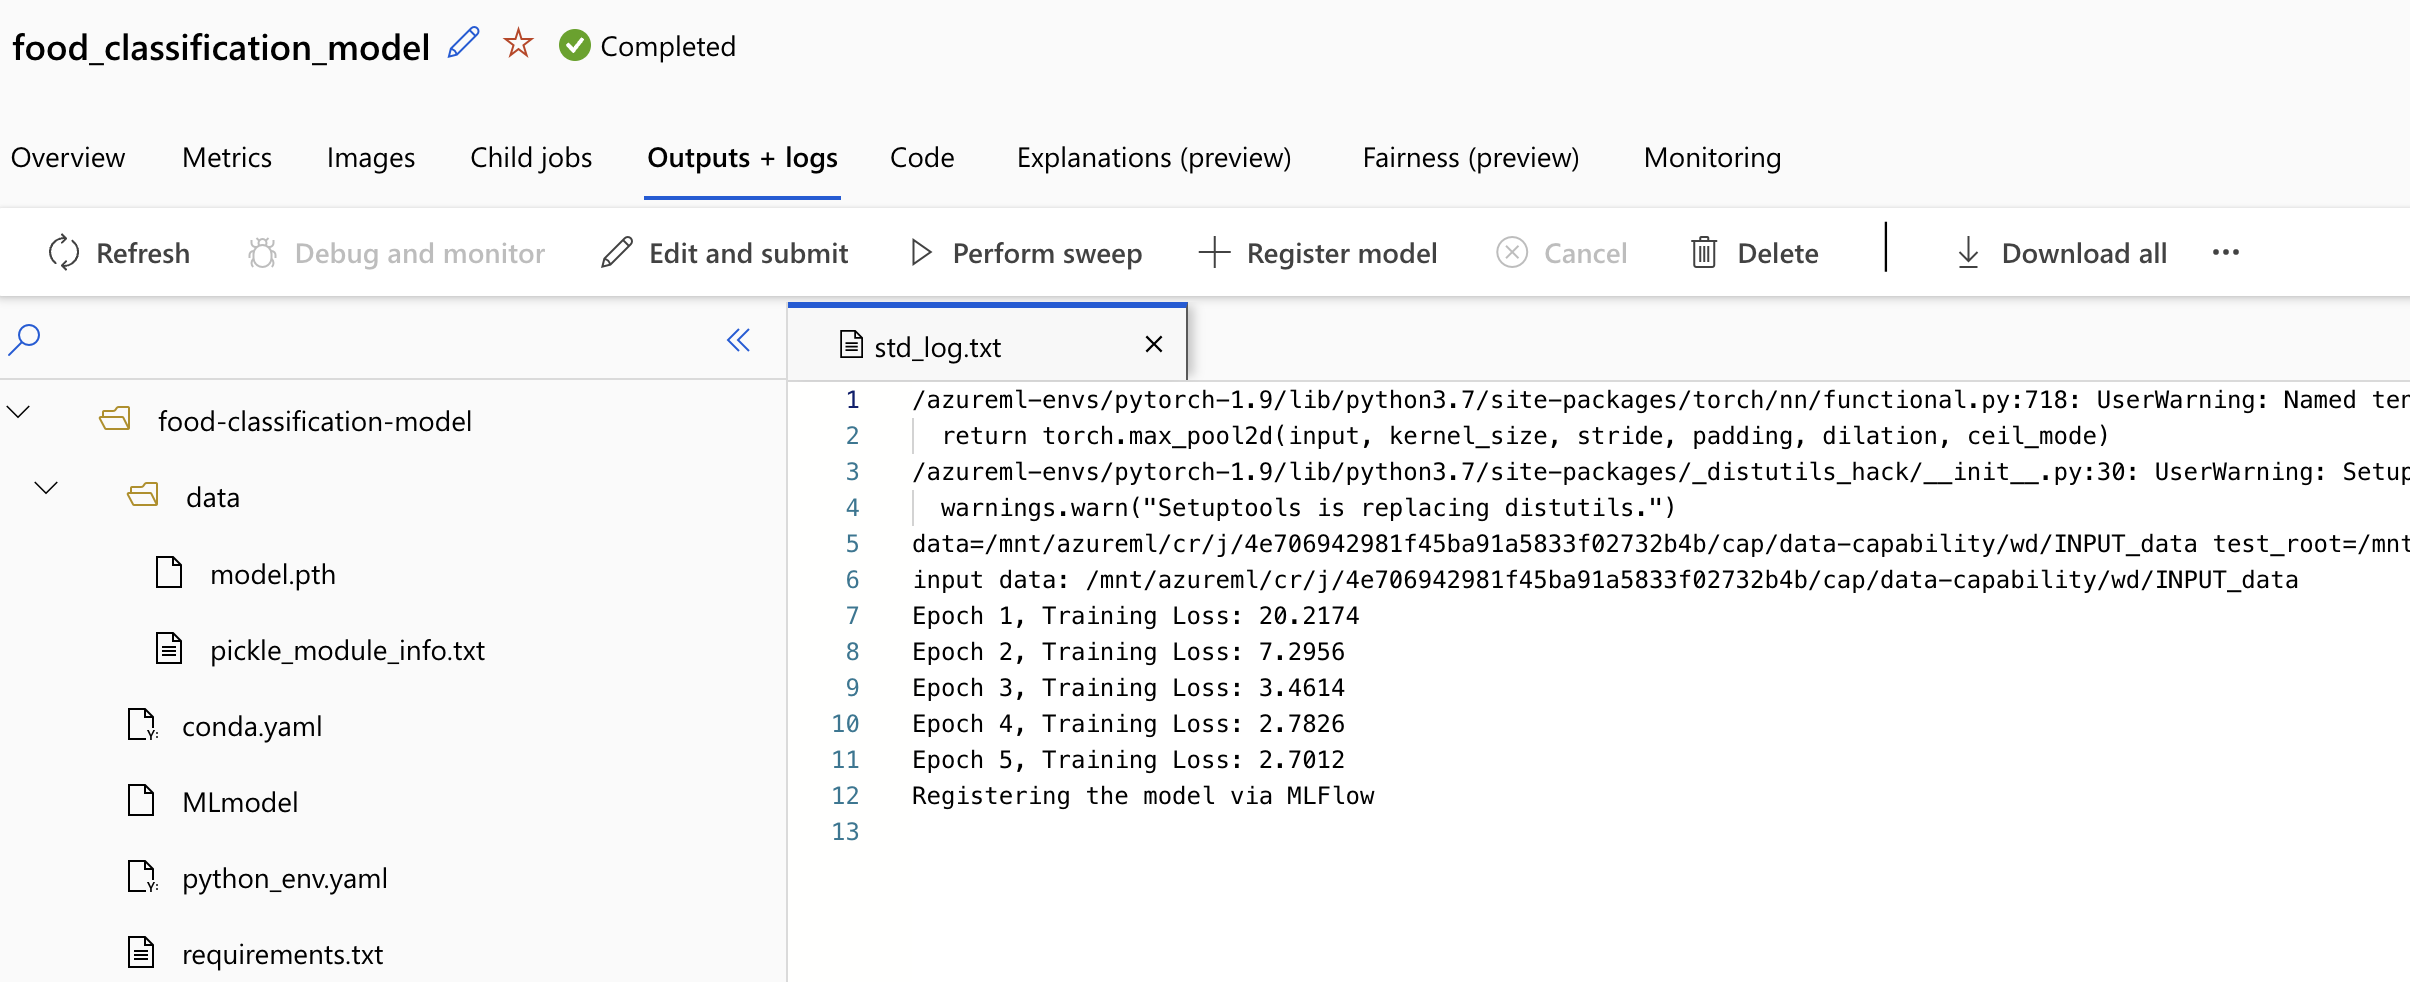 food_classification_model Completed
Overview Metrics Images Child jobs Outputs + logs Code Explanations (preview) Fairness (preview) Monitoring
Refresh Debug and monitor Edit and submit Perform sweep Register model Cancel Delete Download all ...
std_log.txt
food-classification-model
data
model.pth
pickle_module_info.txt
conda.yaml
MLmodel
python_env.yaml
requirements.txt
1 /azureml-envs/pytorch-1.9/lib/python3.7/site-packages/torch/nn/functional.py:718: UserWarning: Named
2 return torch.max_pool2d(input, kernel_size, stride, padding, dilation, ceil_mode)
3 /azureml-envs/pytorch-1.9/lib/python3.7/site-packages/_distutils_hack/__init__.py:30: UserWarning:
4 warnings.warn("Setuptools is replacing distutils.")
5 data=/mnt/azureml/cr/j/4e706942981f45ba91a5833f02732b4b/cap/data-capability/wd/INPUT_data test_root=/mnt
6 input data: /mnt/azureml/cr/j/4e706942981f45ba91a5833f02732b4b/cap/data-capability/wd/INPUT_data
7 Epoch 1, Training Loss: 20.2174
8 Epoch 2, Training Loss: 7.2956
9 Epoch 3, Training Loss: 3.4614
10 Epoch 4, Training Loss: 2.7826
11 Epoch 5, Training Loss: 2.7012
12 Registering the model via MLFlow
13